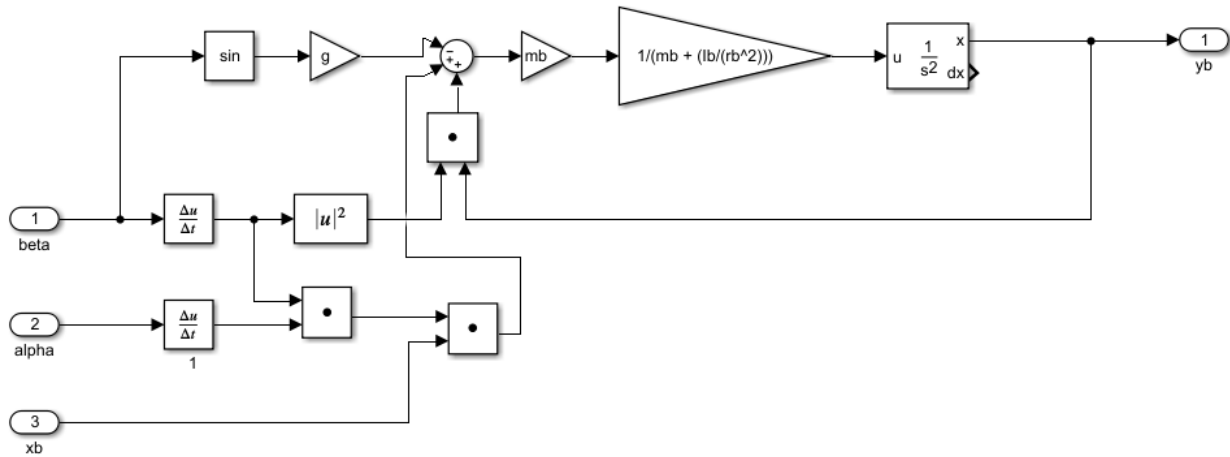 sin
g
−
+
+
mb
1/(mb + (Ib/(rb^2)))
u
1
s2
x
dx
1
yb
1
beta
Δu
Δt
|u|²
2
alpha
Δu
Δt
1
3
xb